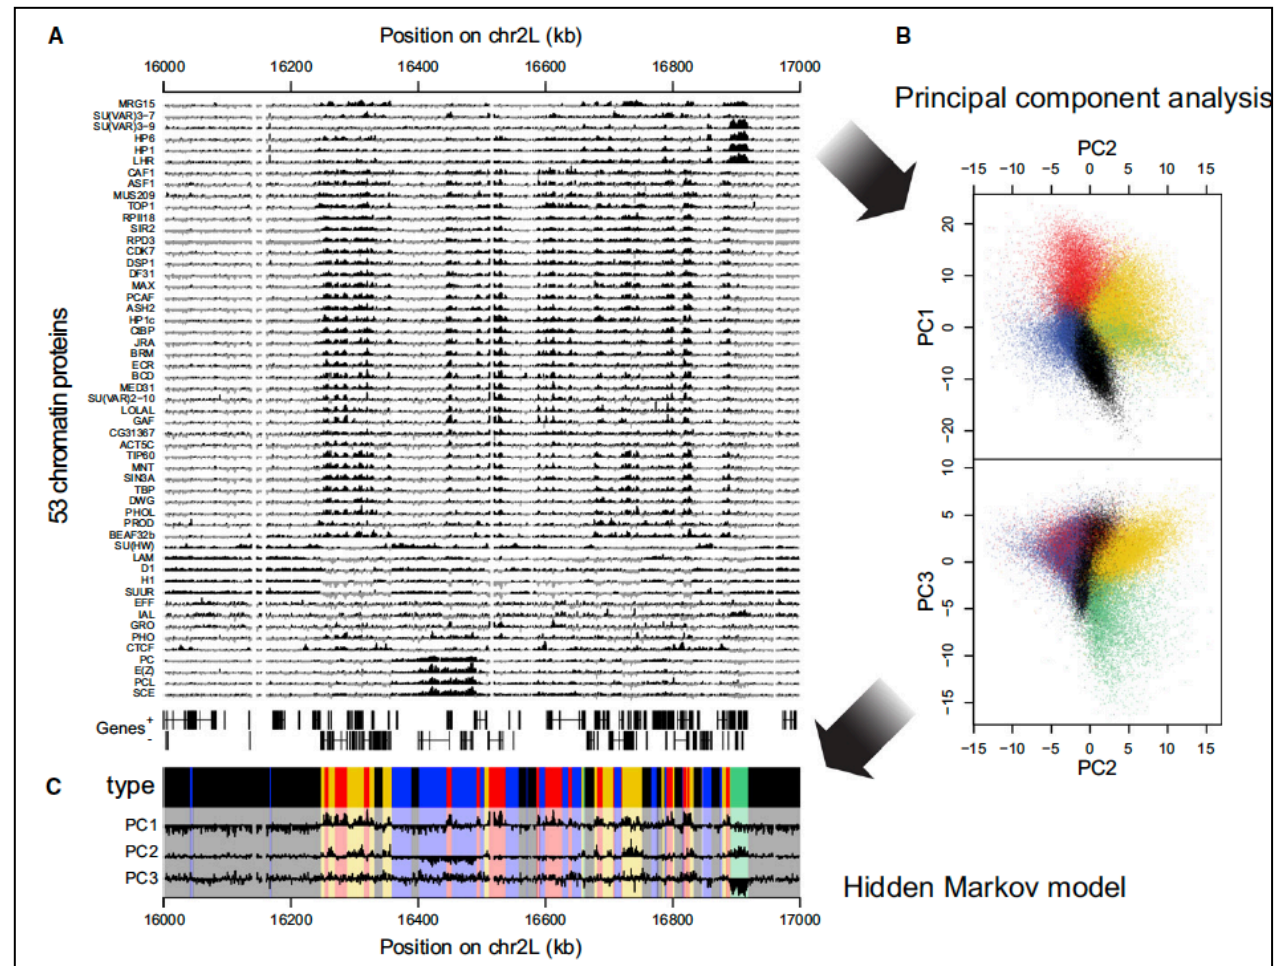 A
Position on chr2L (kb)
16000 16200 16400 16600 16800 17000
53 chromatin proteins
MRG15
SU(VAR)3-7
SU(VAR)3-9
HP6
HP1
LHR
CAF1
ASF1
MUS209
TOP1
RPII18
SIR2
RPD3
CDK7
DSP1
DF31
MAX
PCAF
ASH2
HP1c
CtBP
JRA
BRM
ECR
BCD
MED31
SU(VAR)2-10
LOLAL
GAF
CG31367
ACT5C
TIP60
MNT
SIN3A
TBP
DWG
PHOL
PROD
BEAF32b
SU(HW)
LAM
D1
H1
SUUR
EFF
IAL
GRO
PHO
CTCF
PC
E(Z)
PCL
SCE
Genes +
-
B
Principal component analysis
PC2
-15 -10 -5 0 5 10 15
PC1
20
10
0
-10
-20
PC3
10
5
0
-5
-10
-15
-15 -10 -5 0 5 10 15
PC2
C
type
PC1
PC2
PC3
16000 16200 16400 16600 16800 17000
Position on chr2L (kb)
Hidden Markov model